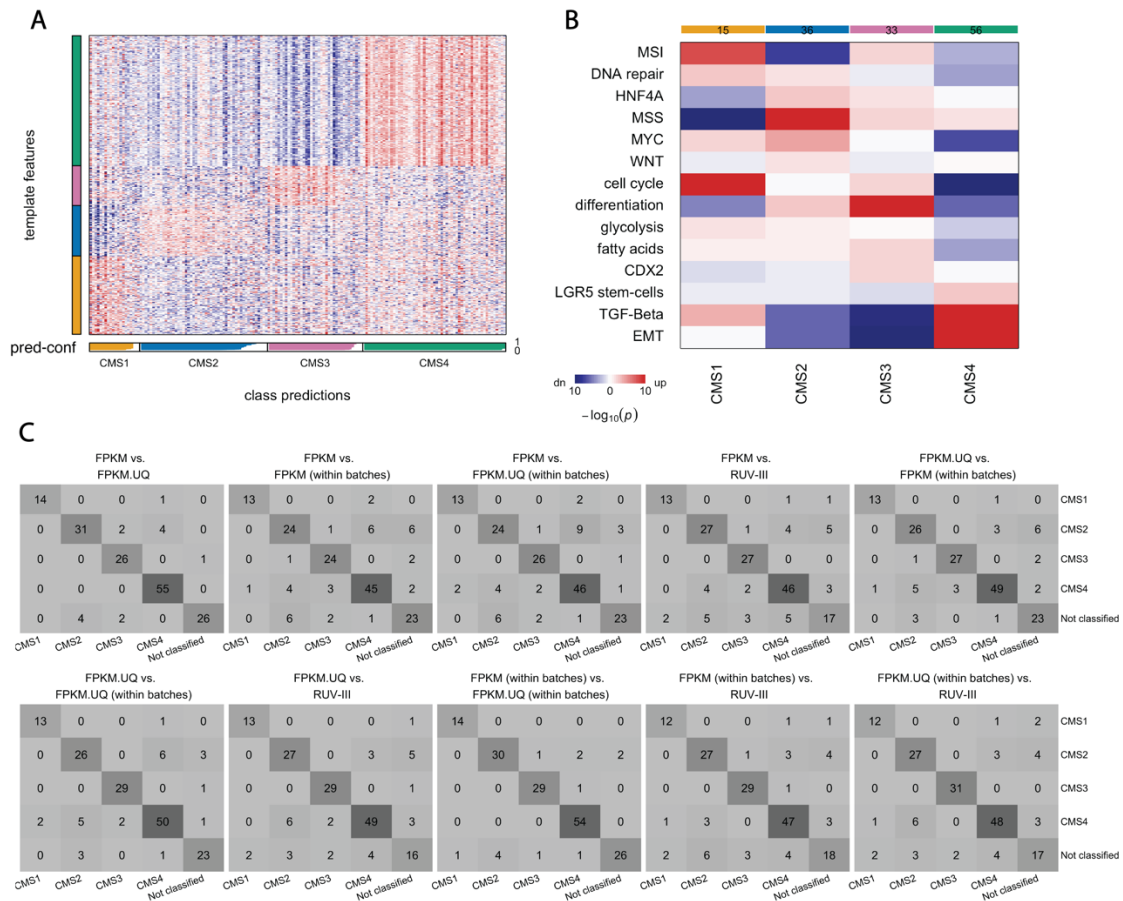 A
template features
pred-conf
1
0
CMS1 CMS2 CMS3 CMS4
class predictions
B
15 36 33 56
MSI
DNA repair
HNF4A
MSS
MYC
WNT
cell cycle
differentiation
glycolysis
fatty acids
CDX2
LGR5 stem-cells
TGF-Beta
EMT
CMS1 CMS2 CMS3 CMS4
dn up
10 0 10
−log10(p)
C
FPKM vs. FPKM vs. FPKM vs. FPKM vs. FPKM.UQ vs.
FPKM.UQ FPKM (within batches) FPKM.UQ (within batches) RUV-III FPKM (within batches)
14 0 0 1 0 13 0 0 2 0 13 0 0 2 0 13 0 0 1 1 13 0 0 1 0 CMS1
0 31 2 4 0 0 24 1 6 6 0 24 1 9 3 0 27 1 4 5 0 26 0 3 6 CMS2
0 0 26 0 1 0 1 24 0 2 0 0 26 0 1 0 0 27 0 0 0 1 27 0 2 CMS3
0 0 0 55 0 1 4 3 45 2 2 4 2 46 1 0 4 2 46 3 1 5 3 49 2 CMS4
0 4 2 0 26 0 6 2 1 23 0 6 2 1 23 2 5 3 5 17 0 3 0 1 23 Not classified
CMS1 CMS2 CMS3 CMS4 Not classified CMS1 CMS2 CMS3 CMS4 Not classified CMS1 CMS2 CMS3 CMS4 Not classified CMS1 CMS2 CMS3 CMS4 Not classified CMS1 CMS2 CMS3 CMS4 Not classified
FPKM.UQ vs. FPKM.UQ vs. FPKM (within batches) vs. FPKM (within batches) vs. FPKM.UQ (within batches) vs.
FPKM.UQ (within batches) RUV-III FPKM.UQ (within batches) RUV-III RUV-III
13 0 0 1 0 13 0 0 0 1 14 0 0 0 0 12 0 0 1 1 12 0 0 1 2 CMS1
0 26 0 6 3 0 27 0 3 5 0 30 1 2 2 0 27 1 3 4 0 27 0 3 4 CMS2
0 0 29 0 1 0 0 29 0 1 0 0 29 1 0 0 0 29 1 0 0 0 31 0 0 CMS3
2 5 2 50 1 0 6 2 49 3 0 0 0 54 0 1 3 0 47 3 1 6 0 48 3 CMS4
0 3 0 1 23 2 3 2 4 16 1 4 1 1 26 2 6 3 4 18 2 3 2 4 17 Not classified
CMS1 CMS2 CMS3 CMS4 Not classified CMS1 CMS2 CMS3 CMS4 Not classified CMS1 CMS2 CMS3 CMS4 Not classified CMS1 CMS2 CMS3 CMS4 Not classified CMS1 CMS2 CMS3 CMS4 Not classified